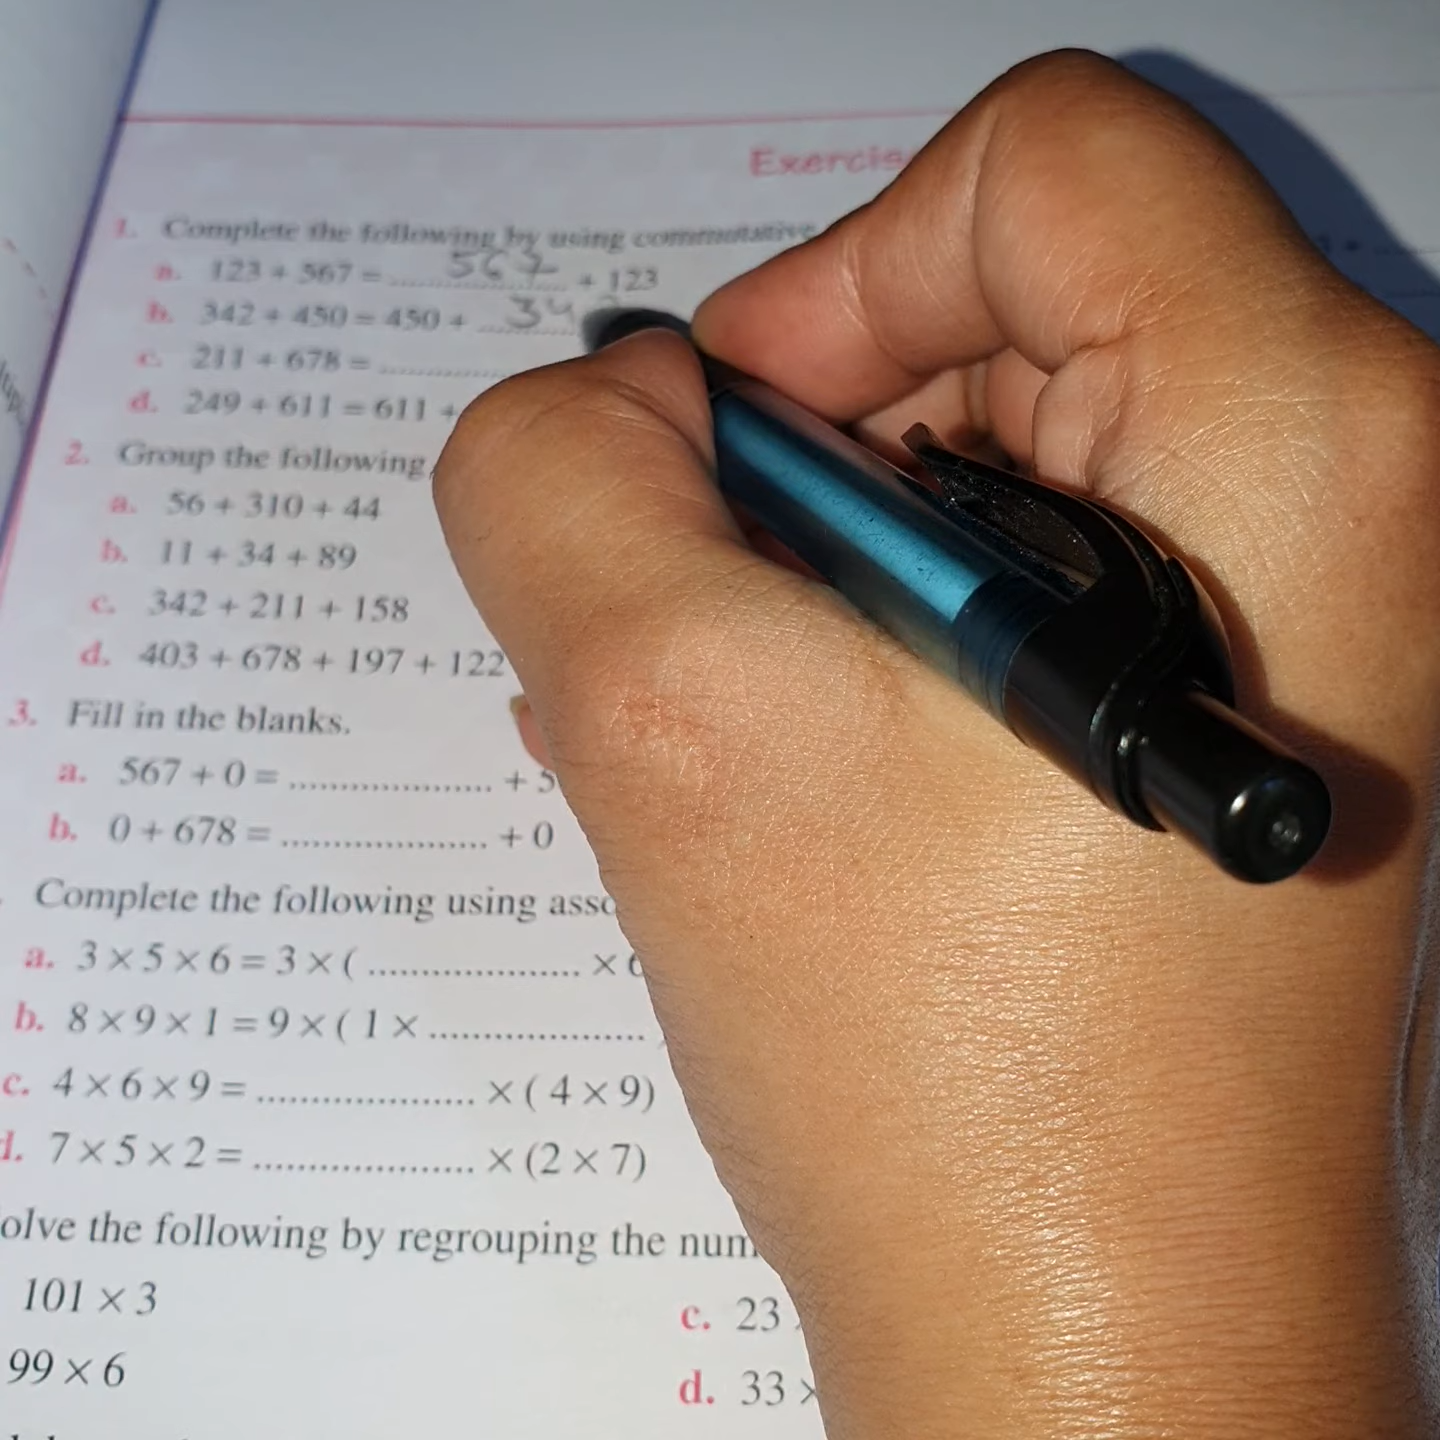 Exercise
1. Complete the following by using commutative
a. 123 + 567 = 567 + 123
b. 342 + 450 = 450 + 34
c. 211 + 678 = ....................
d. 249 + 611 = 611 +
2. Group the following
a. 56 + 310 + 44
b. 11 + 34 + 89
c. 342 + 211 + 158
d. 403 + 678 + 197 + 122
3. Fill in the blanks.
a. 567 + 0 = .................... + 5
b. 0 + 678 = .................... + 0
Complete the following using asso
a. 3 × 5 × 6 = 3 × ( .................... × 6
b. 8 × 9 × 1 = 9 × ( 1 × ....................
c. 4 × 6 × 9 = .................... × ( 4 × 9)
d. 7 × 5 × 2 = .................... × (2 × 7)
olve the following by regrouping the num
101 × 3
c. 23
99 × 6
d. 33 ×